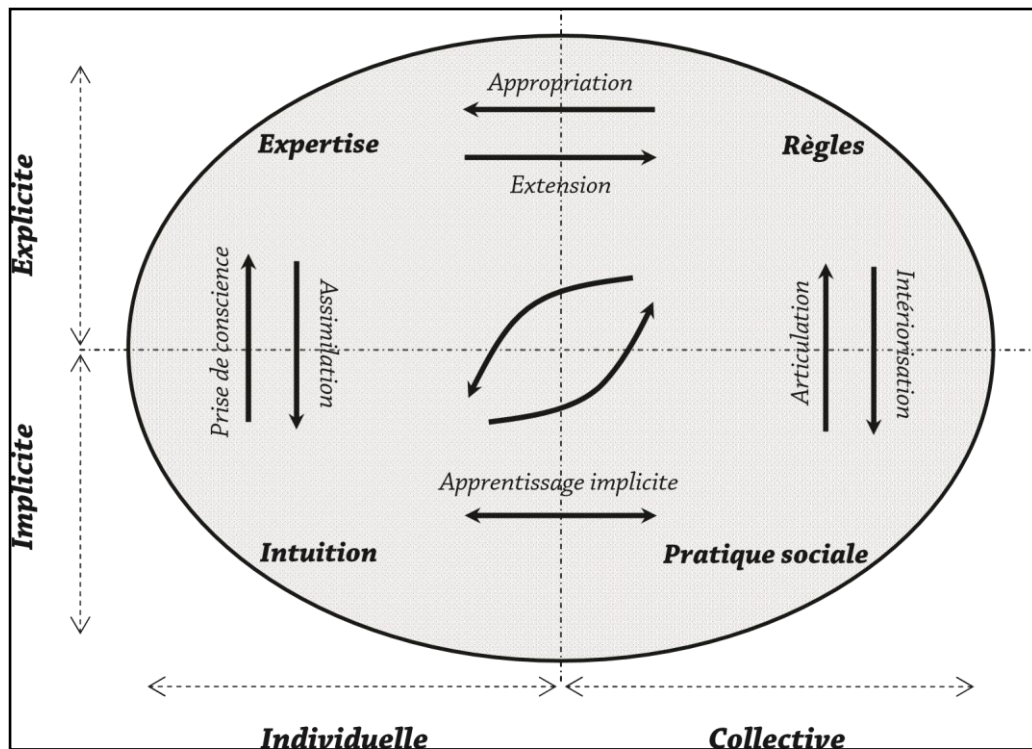 Appropriation
Expertise
Règles
Extension
Explicite
Prise de conscience
Assimilation
Articulation
Intériorisation
Implicite
Apprentissage implicite
Intuition
Pratique sociale
Individuelle
Collective